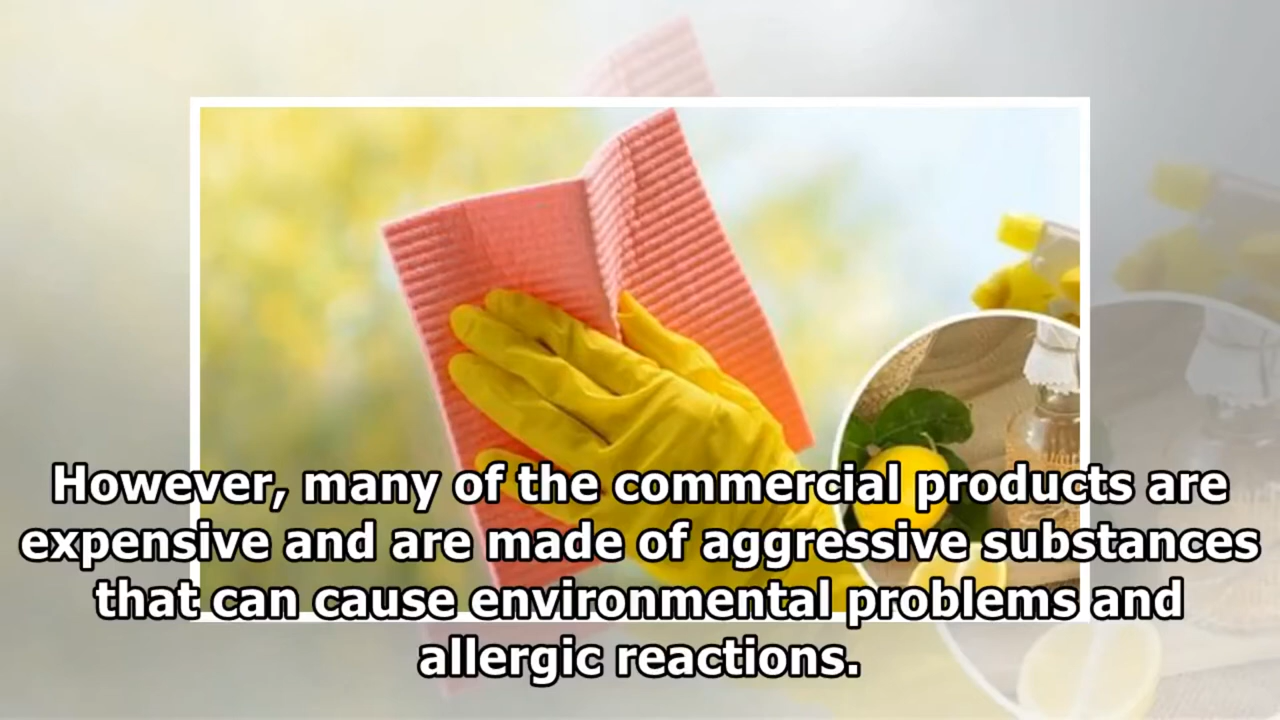 However, many of the commercial products are
expensive and are made of aggressive substances
that can cause environmental problems and
allergic reactions.